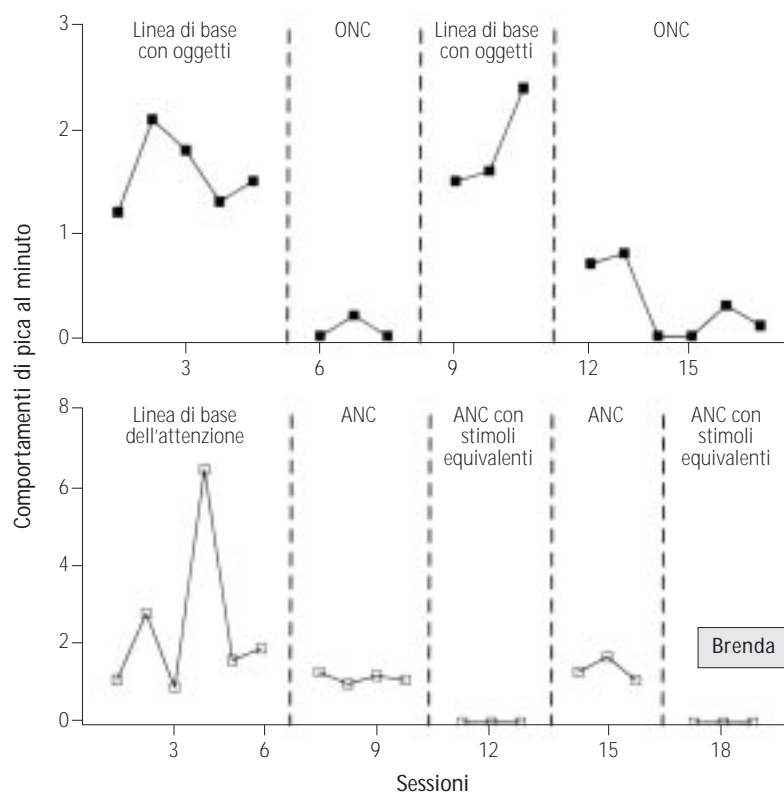 Comportamenti di pica al minuto
3
2
1
0
Linea di base
con oggetti
ONC
Linea di base
con oggetti
ONC
3
6
9
12
15
8
6
4
2
0
Linea di base
dell'attenzione
ANC
ANC con
stimoli
equivalenti
ANC
ANC con
stimoli
equivalenti
Brenda
3
6
9
12
15
18
Sessioni